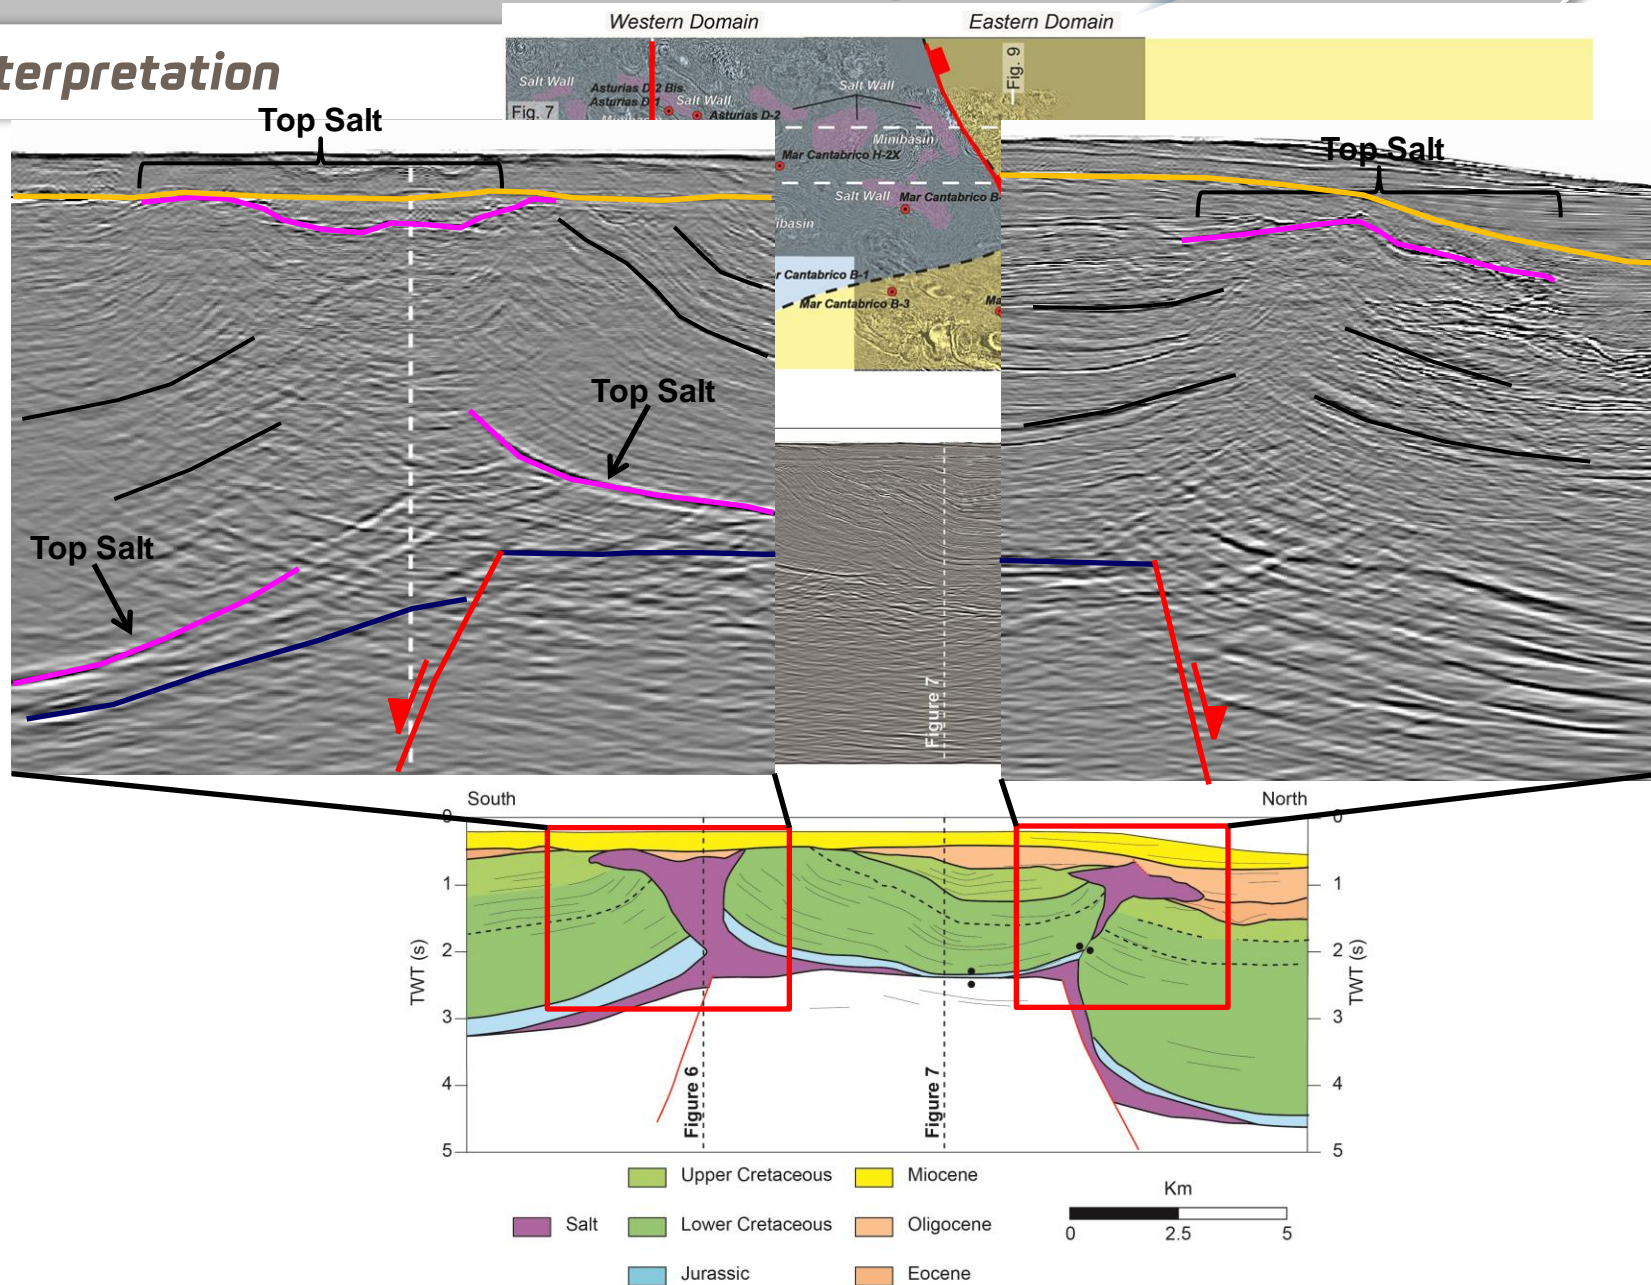 Western Domain
Eastern Domain
terpretation
Fig. 9
Salt Wall
Asturias D-2 Bis.
Asturias D-1
Salt Wall
Salt Wall
Fig. 7
Asturias D-2
Top Salt
Minibasin
Mar Cantabrico H-2X
Salt Wall
Mar Cantabrico B-
ibasin
r Cantabrico B-1
Mar Cantabrico B-3
Ma
Top Salt
Top Salt
Top Salt
Figure 7
South
North
0
1
2
3
4
5
TWT (s)
0
1
2
3
4
5
TWT (s)
Figure 6
Figure 7
Upper Cretaceous
Miocene
Salt
Lower Cretaceous
Oligocene
Jurassic
Eocene
Km
0
2.5
5